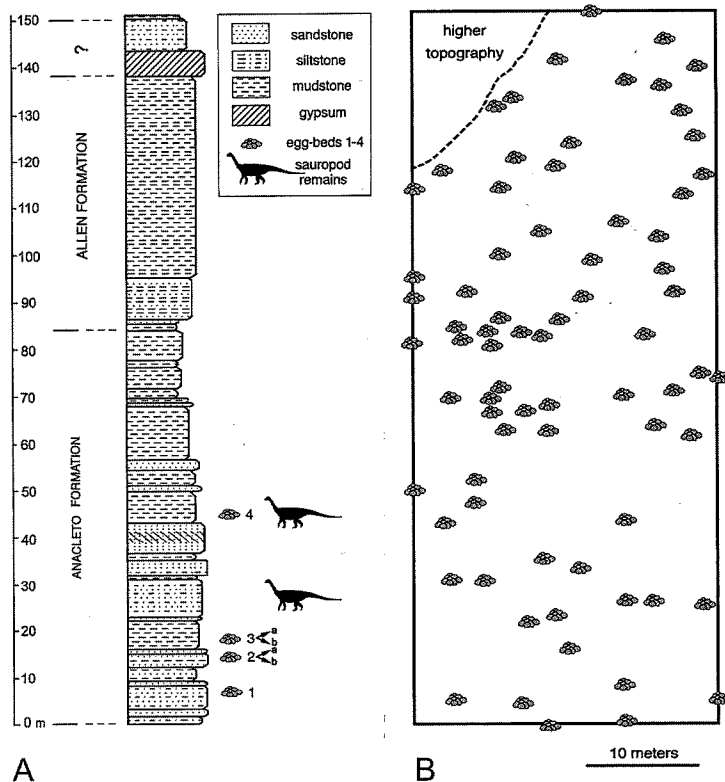 150
140
130
120
110
100
90
80
70
60
50
40
30
20
10
0 m
?
ALLEN FORMATION
ANACLETO FORMATION
sandstone
siltstone
mudstone
gypsum
egg-beds 1-4
sauropod
remains
4
3 a
b
2 a
b
1
A
higher
topography
B
10 meters